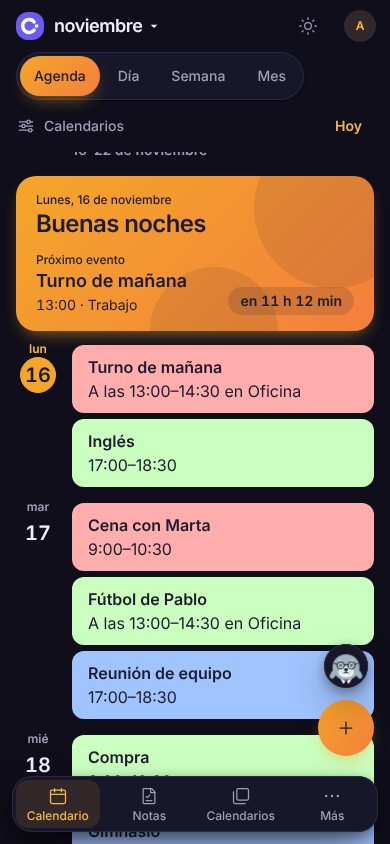 noviembre
A
Agenda
Día
Semana
Mes
Calendarios
Hoy
Lunes, 16 de noviembre
Buenas noches
Próximo evento
Turno de mañana
13:00 · Trabajo
en 11 h 12 min
lun
16
Turno de mañana
A las 13:00–14:30 en Oficina
Inglés
17:00–18:30
mar
17
Cena con Marta
9:00–10:30
Fútbol de Pablo
A las 13:00–14:30 en Oficina
Reunión de equipo
17:00–18:30
mié
18
Compra
Calendario
Notas
Calendarios
Más
Gimnasio